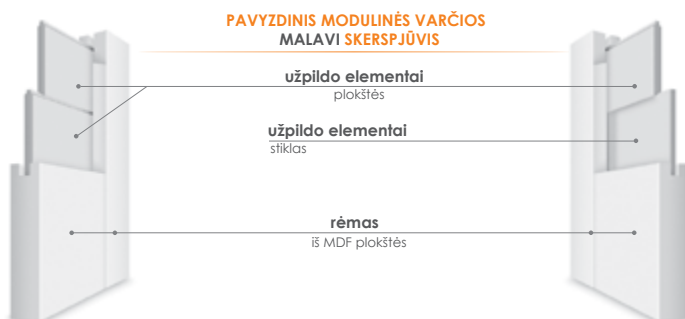 PAVYZDINIS MODULINĖS VARČIOS
MALAVI SKERSPJŪVIS
užpildo elementai
plokštės
užpildo elementai
stiklas
rėmas
iš MDF plokštės